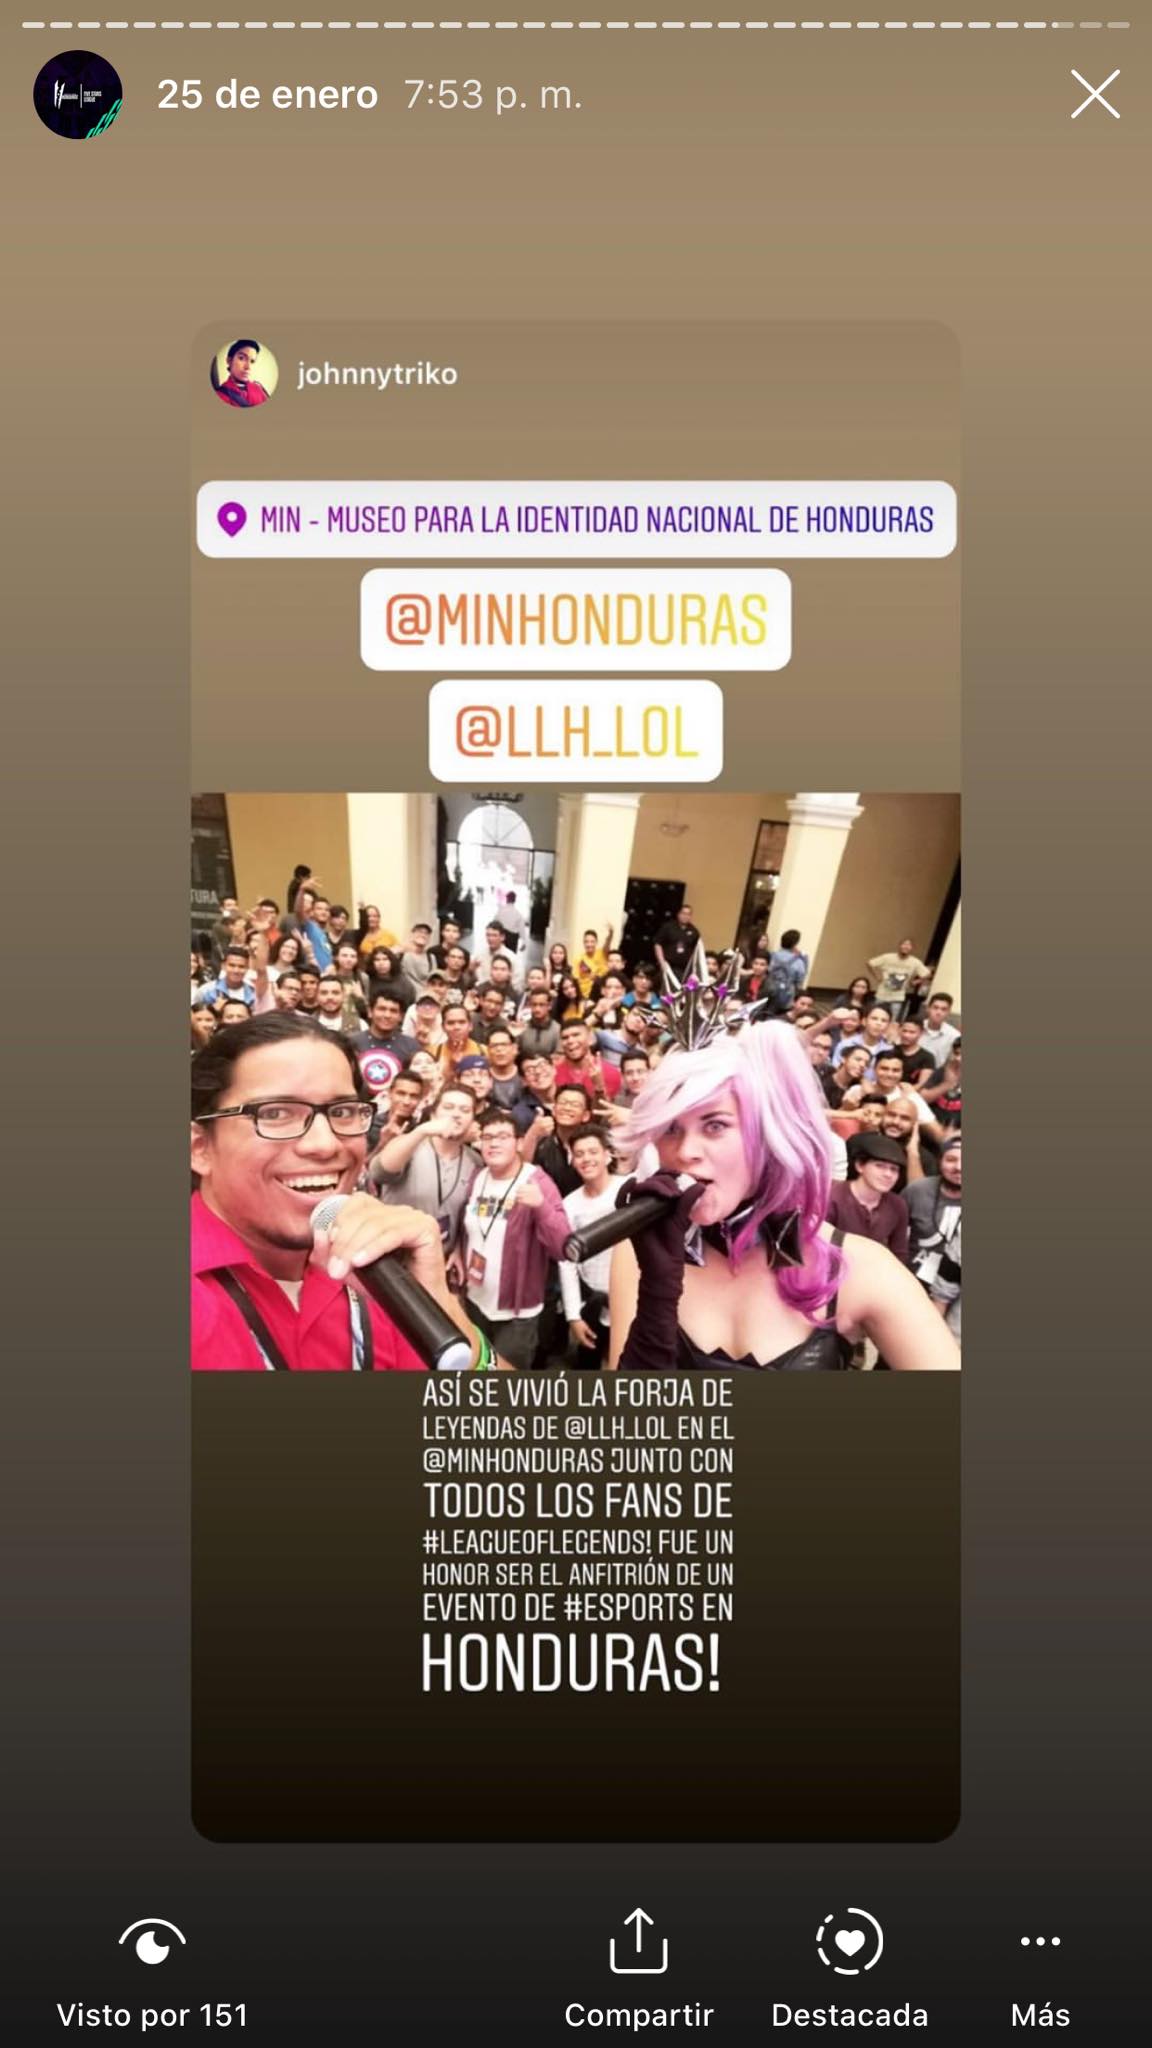 25 de enero 7:53 p. m.
johnnytriko
MIN - MUSEO PARA LA IDENTIDAD NACIONAL DE HONDURAS
@MINHONDURAS
@LLH_LOL
TURA
ASÍ SE VIVIÓ LA FORJA DE
LEYENDAS DE @LLH_LOL EN EL
@MINHONDURAS JUNTO CON
TODOS LOS FANS DE
#LEAGUEOFLEGENDS! FUE UN
HONOR SER EL ANFITRIÓN DE UN
EVENTO DE #ESPORTS EN
HONDURAS!
Visto por 151
Compartir
Destacada
Más